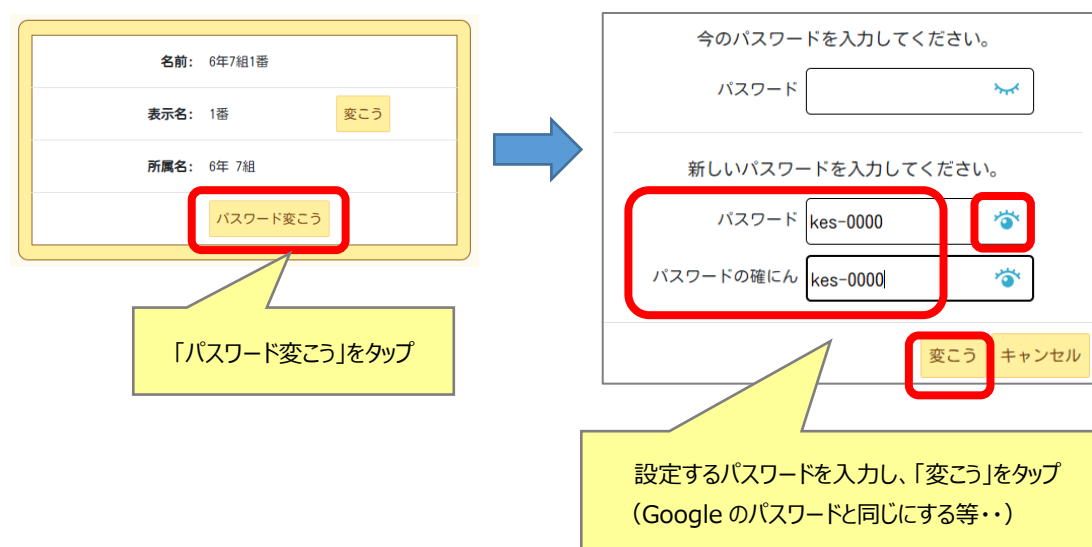 名前: 6年7組1番
表示名: 1番 変こう
所属名: 6年 7組
パスワード変こう
「パスワード変こう」をタップ
今のパスワードを入力してください。
パスワード
新しいパスワードを入力してください。
パスワード kes-0000
パスワードの確にん kes-0000
変こう キャンセル
設定するパスワードを入力し、「変こう」をタップ
（Google のパスワードと同じにする等・・）